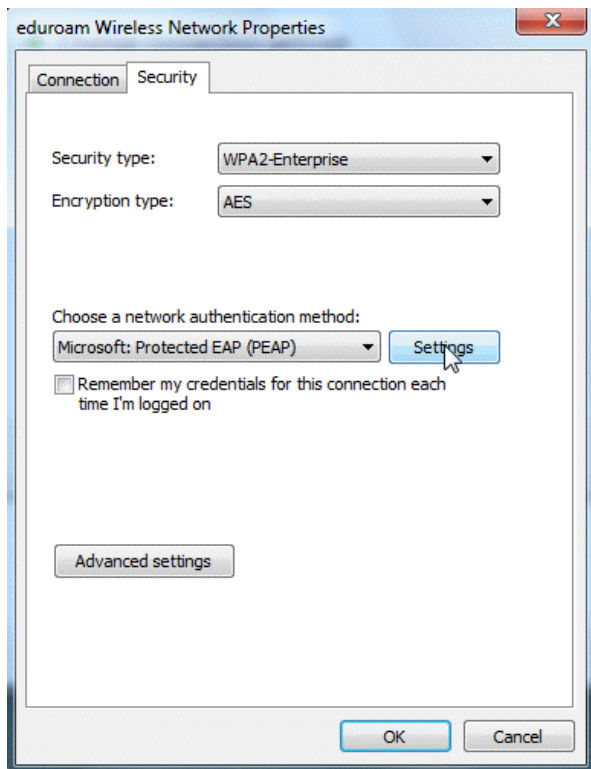 eduroam Wireless Network Properties
Connection Security
Security type: WPA2-Enterprise
Encryption type: AES
Choose a network authentication method:
Microsoft: Protected EAP (PEAP) Settings
Remember my credentials for this connection each
time I'm logged on
Advanced settings
OK Cancel